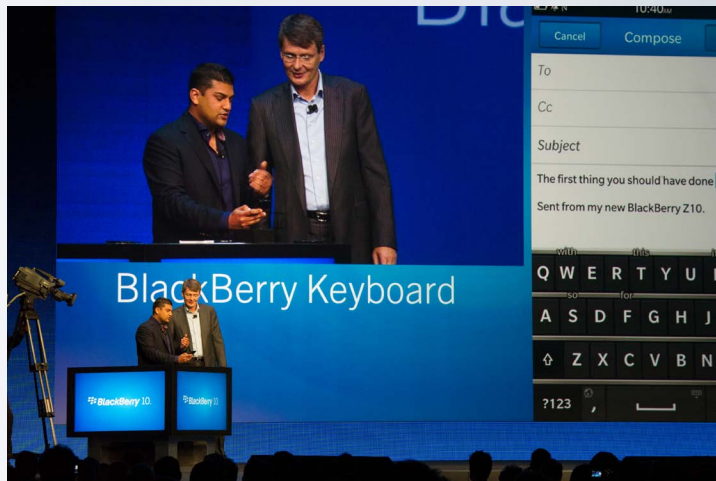 10:40
Cancel
Compose
To
Cc
Subject
The first thing you should have done
Sent from my new BlackBerry Z10.
with this
Q W E R T Y U
so for
A S D F G H J
Z X C V B N
?123 ,
BlackBerry Keyboard
BlackBerry 10.
BlackBerry 10